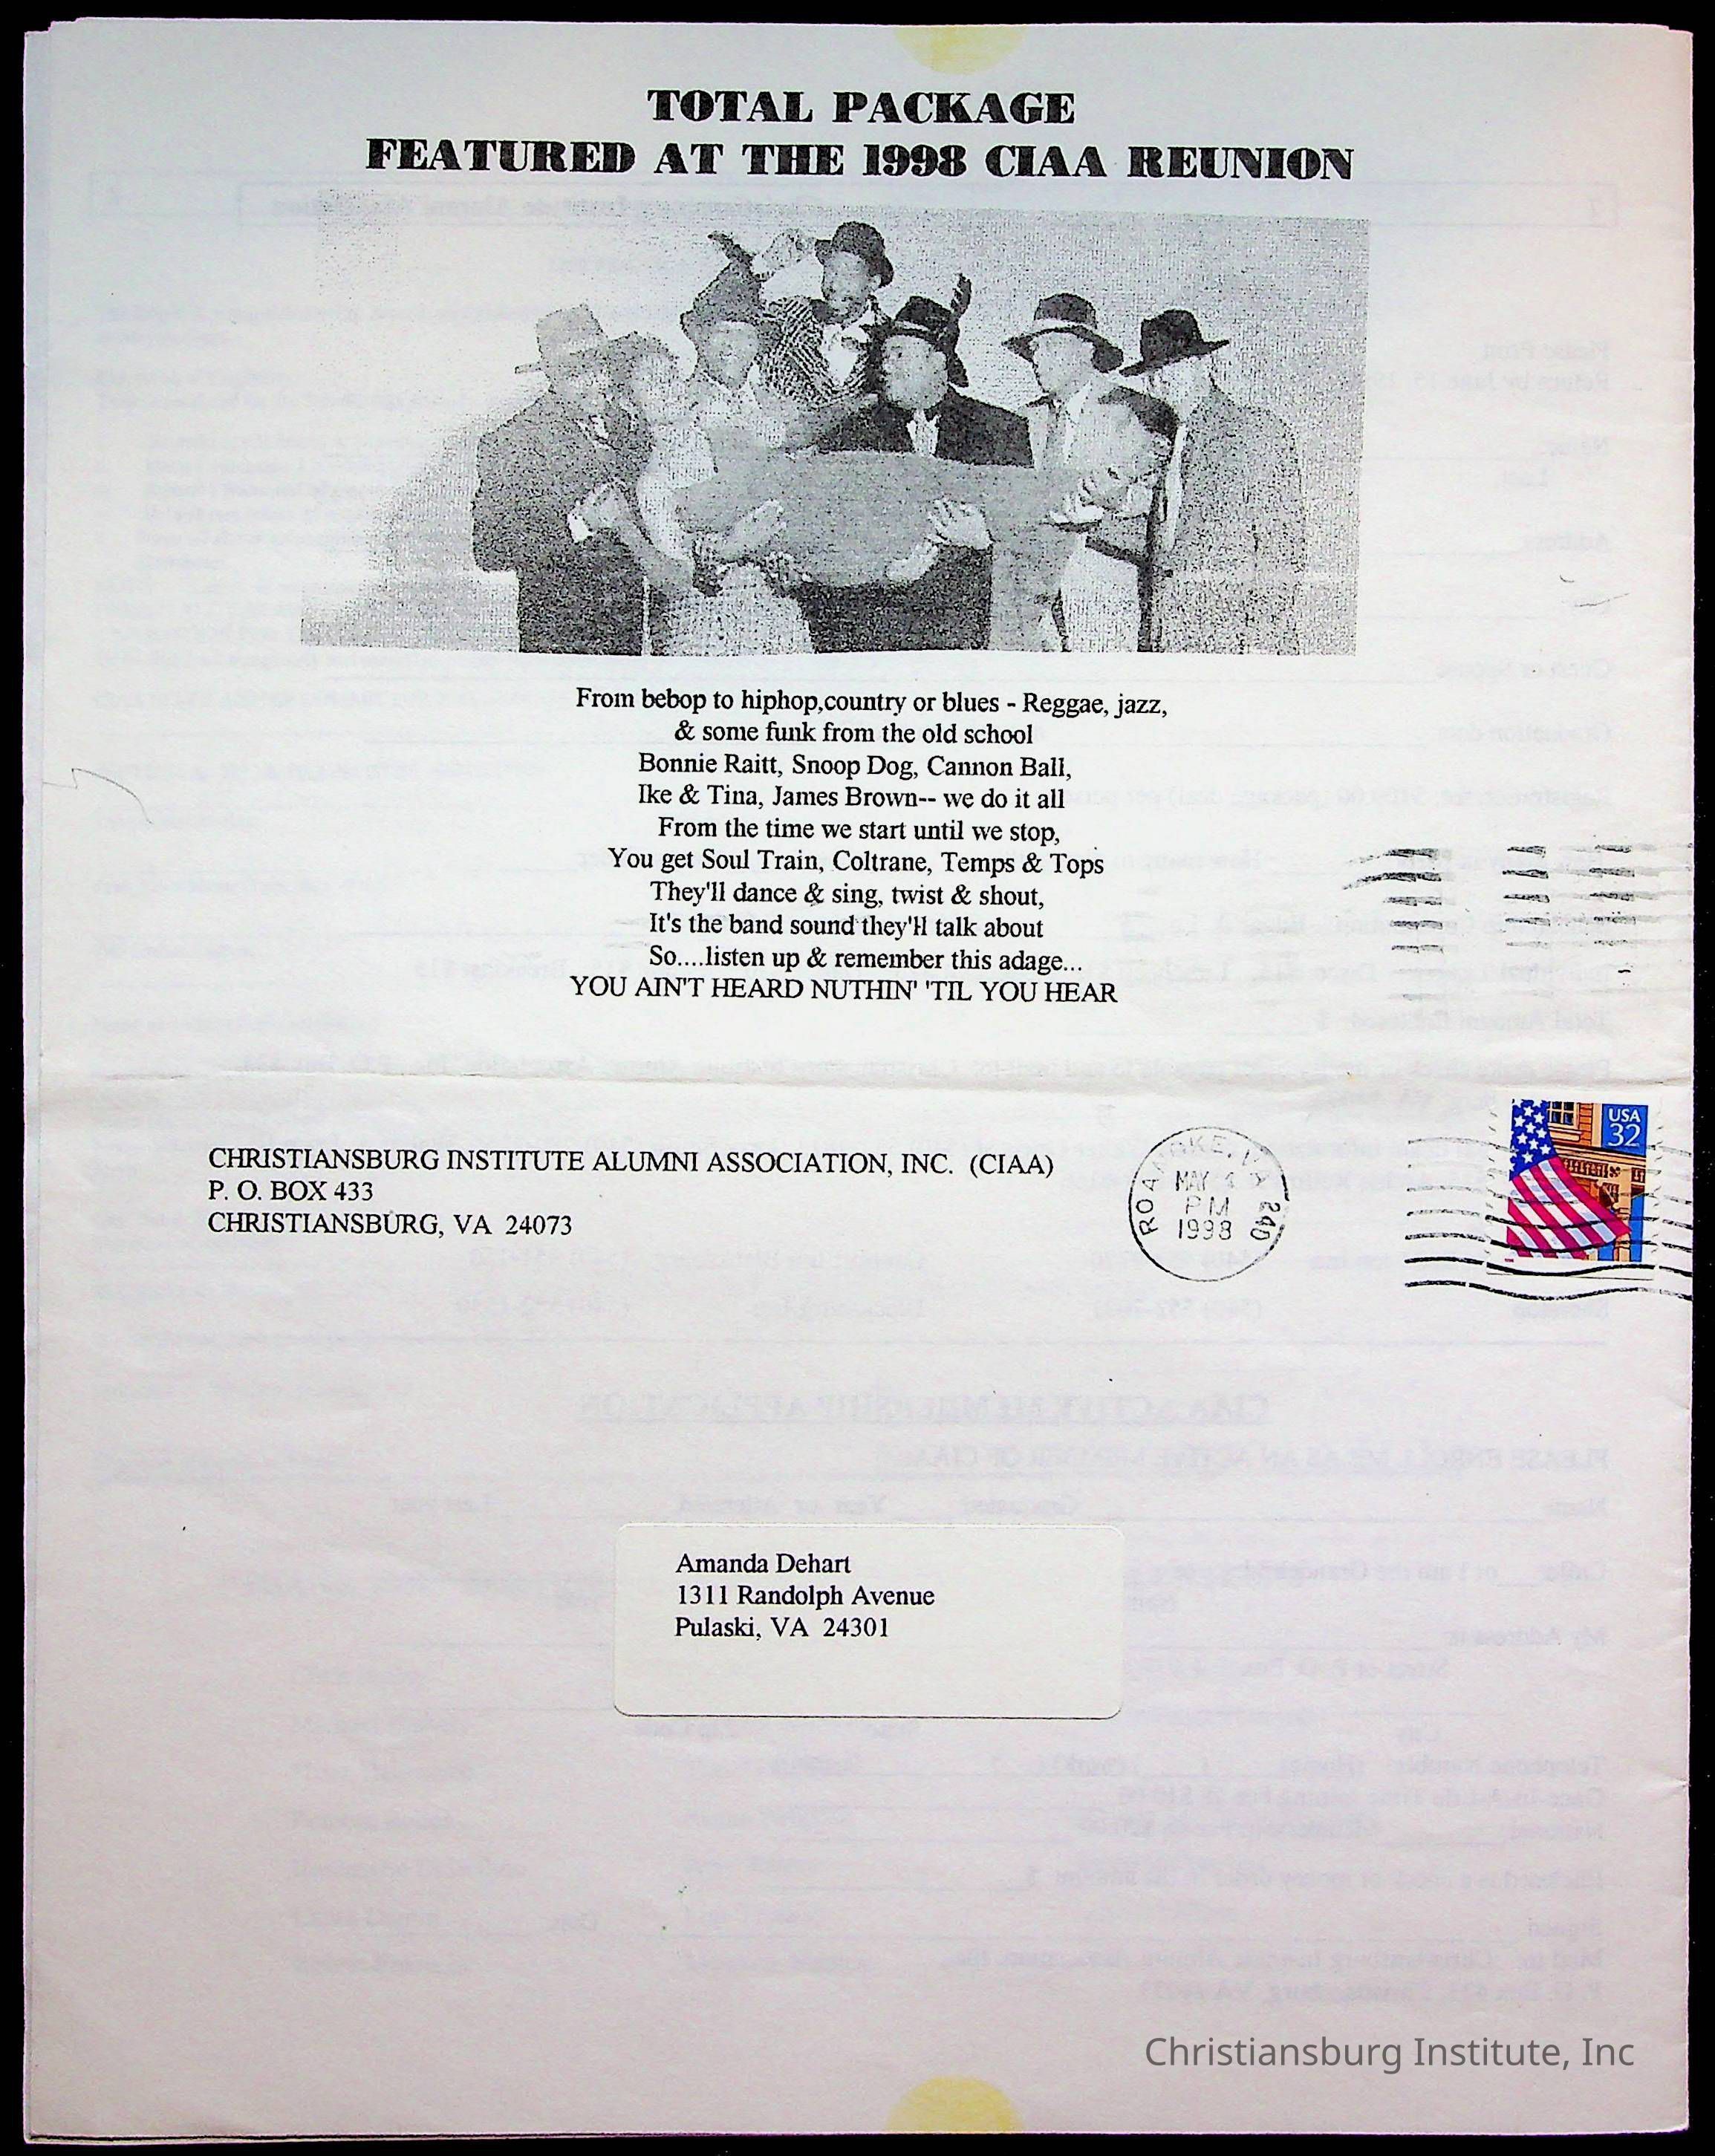 TOTAL PACKAGE
FEATURED AT THE 1998 CIAA REUNION
From bebop to hiphop,country or blues - Reggae, jazz,
& some funk from the old school
Bonnie Raitt, Snoop Dog, Cannon Ball,
Ike & Tina, James Brown-- we do it all
From the time we start until we stop,
You get Soul Train, Coltrane, Temps & Tops
They'll dance & sing, twist & shout,
It's the band sound they'll talk about
So....listen up & remember this adage...
YOU AIN'T HEARD NUTHIN' 'TIL YOU HEAR
CHRISTIANSBURG INSTITUTE ALUMNI ASSOCIATION, INC. (CIAA)
P. O. BOX 433
CHRISTIANSBURG, VA 24073
ROANOKE, VA 240
MAY
PM
1998
USA
32
Amanda Dehart
1311 Randolph Avenue
Pulaski, VA 24301
Christiansburg Institute, Inc